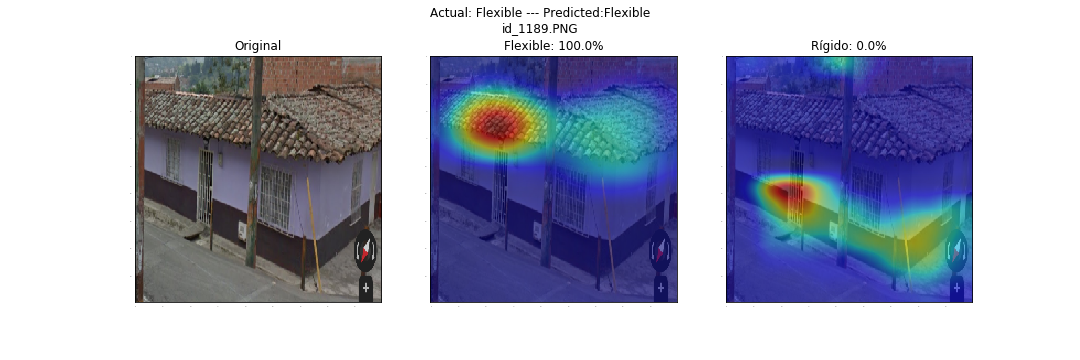 Actual: Flexible --- Predicted:Flexible
id_1189.PNG
Original
Flexible: 100.0%
Rígido: 0.0%